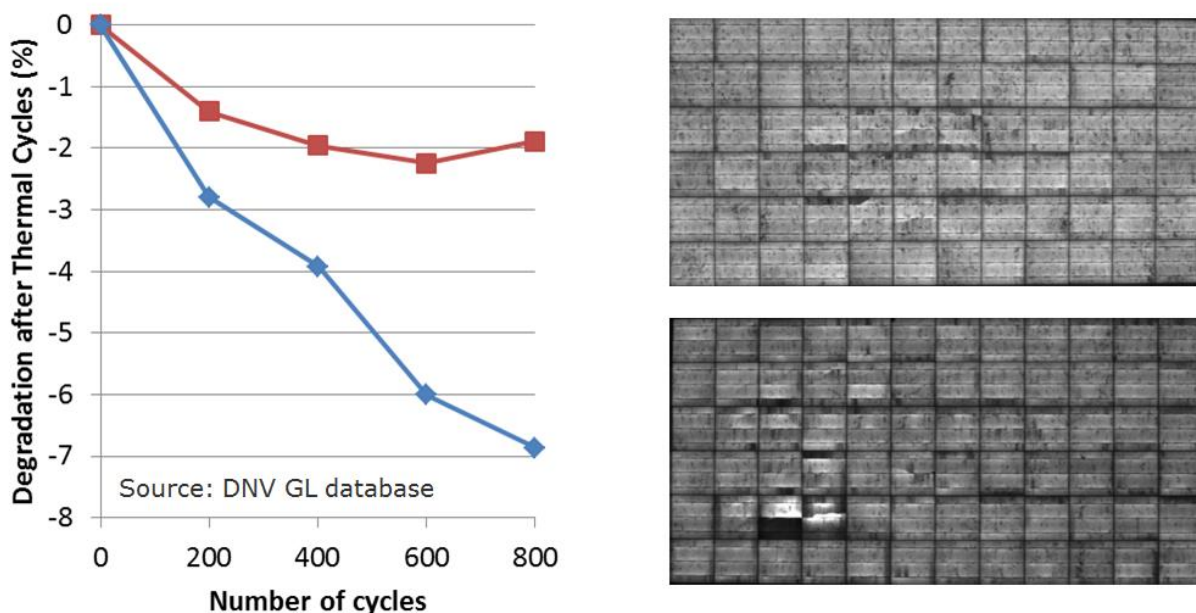 Degradation after Thermal Cycles (%)
0
-1
-2
-3
-4
-5
-6
-7
-8
Source: DNV GL database
0 200 400 600 800
Number of cycles